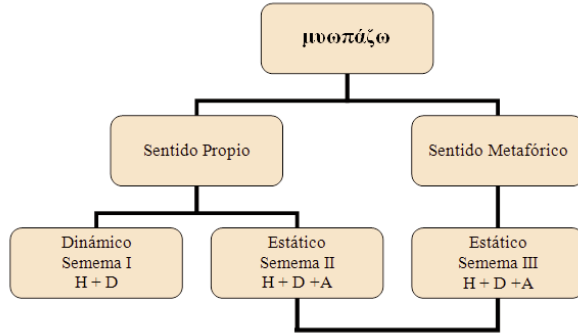 μυωπάζω
Sentido Propio
Sentido Metafórico
Dinámico
Semema I
H + D
Estático
Semema II
H + D +A
Estático
Semema III
H + D +A